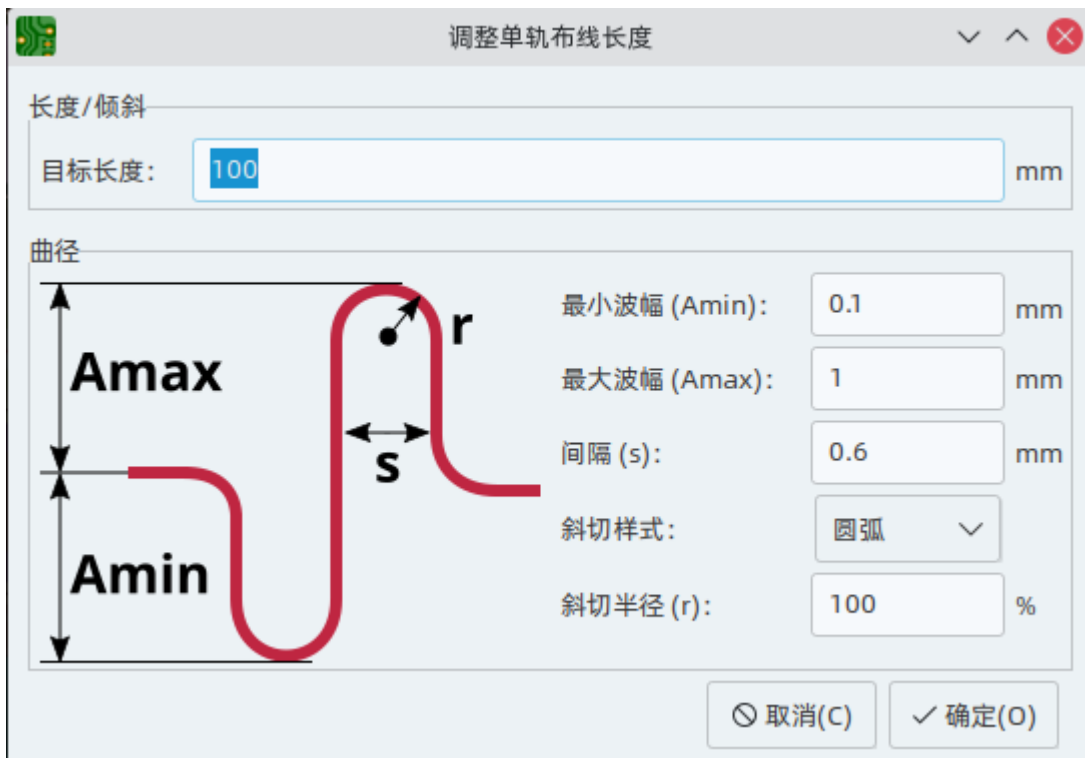 调整单轨布线长度
长度/倾斜
目标长度: 100 mm
曲径
Amax
r
s
Amin
最小波幅 (Amin): 0.1 mm
最大波幅 (Amax): 1 mm
间隔 (s): 0.6 mm
斜切样式: 圆弧
斜切半径 (r): 100 %
取消(C) 确定(O)